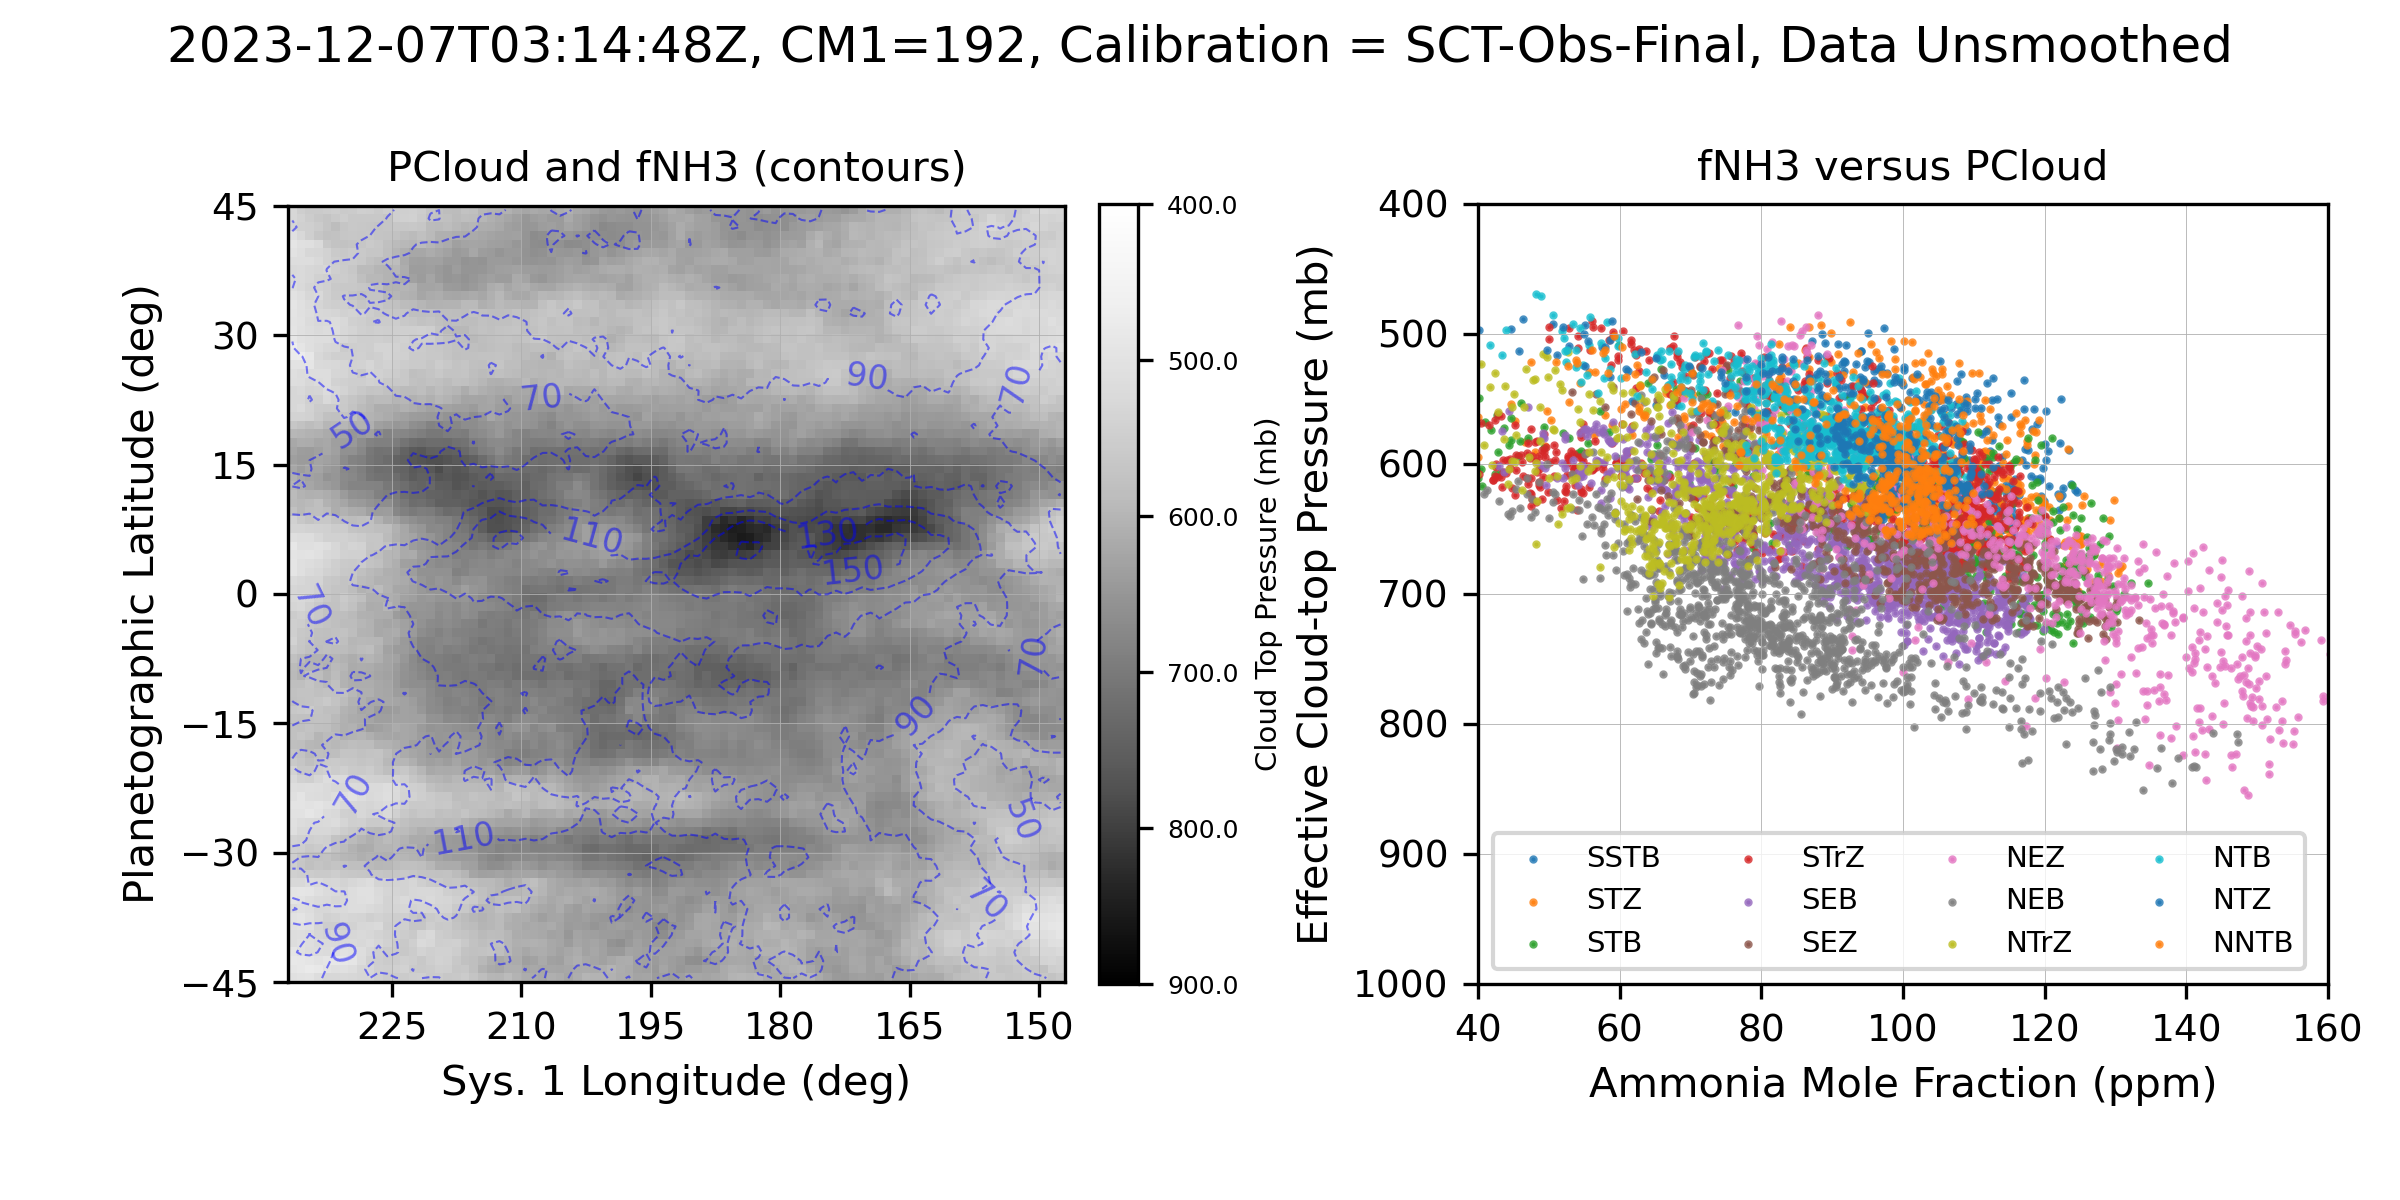 2023-12-07T03:14:48Z, CM1=192, Calibration = SCT-Obs-Final, Data Unsmoothed
PCloud and fNH3 (contours)
Planetographic Latitude (deg)
45
30
15
0
−15
−30
−45
225
210
195
180
165
150
Sys. 1 Longitude (deg)
90
70
70
50
110
130
150
70
70
90
70
110
50
70
90
400.0
500.0
600.0
700.0
800.0
900.0
Cloud Top Pressure (mb)
fNH3 versus PCloud
Effective Cloud-top Pressure (mb)
400
500
600
700
800
900
1000
SSTB
STZ
STB
STrZ
SEB
SEZ
NEZ
NEB
NTrZ
NTB
NTZ
NNTB
40
60
80
100
120
140
160
Ammonia Mole Fraction (ppm)